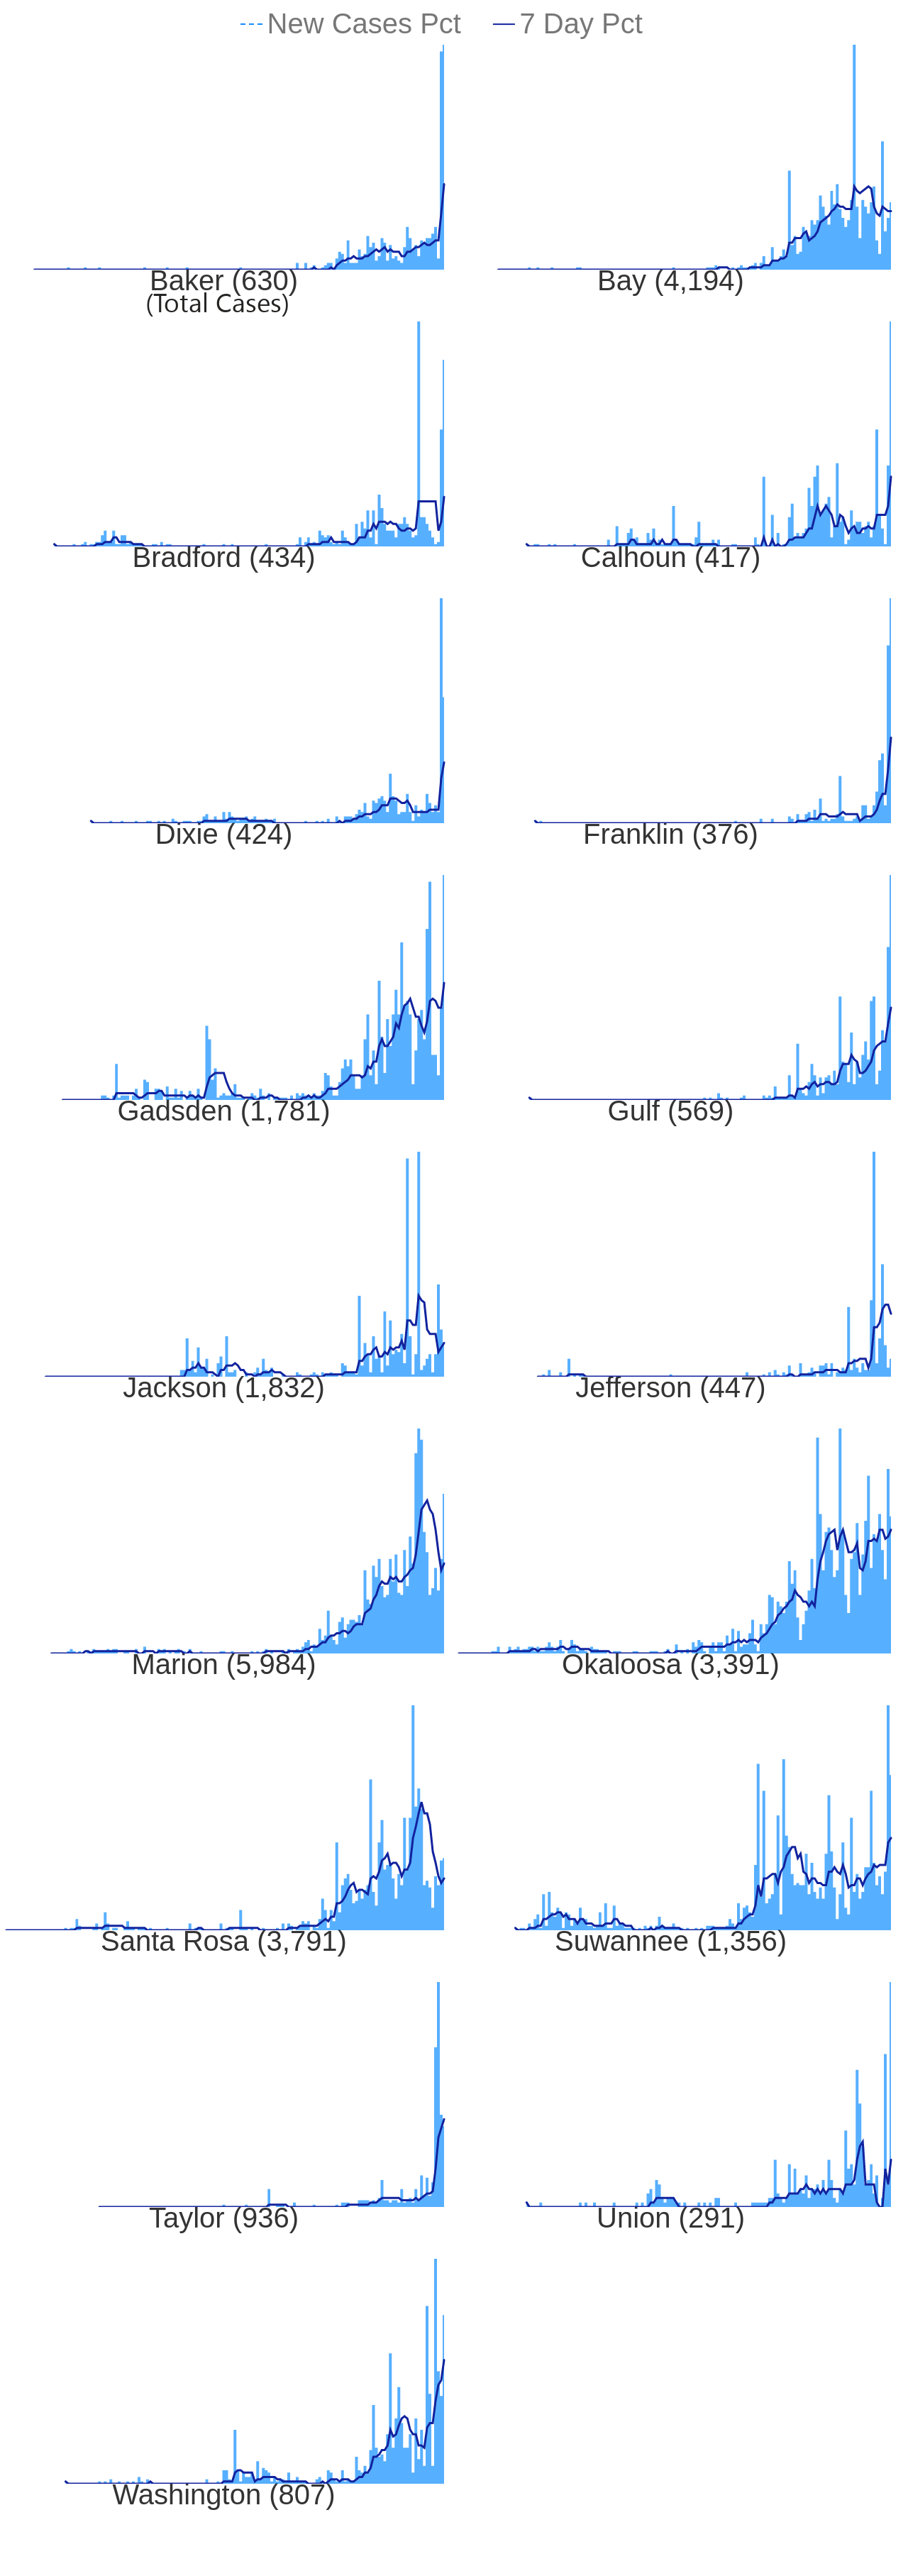 New Cases Pct 7 Day Pct
Baker (630) Bay (4,194)
(Total Cases)
Bradford (434) Calhoun (417)
Dixie (424) Franklin (376)
Gadsden (1,781) Gulf (569)
Jackson (1,832) Jefferson (447)
Marion (5,984) Okaloosa (3,391)
Santa Rosa (3,791) Suwannee (1,356)
Taylor (936) Union (291)
Washington (807)